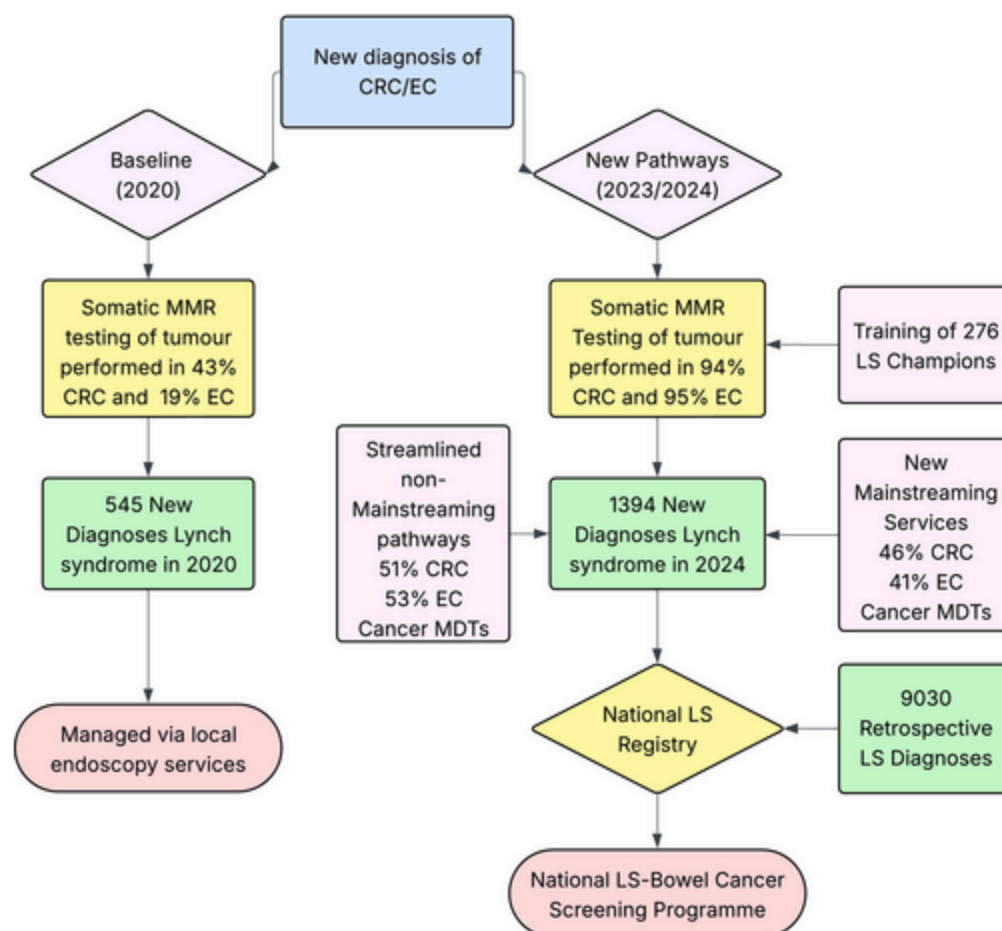 New diagnosis of
CRC/EC
Baseline
(2020)
New Pathways
(2023/2024)
Somatic MMR
testing of tumour
performed in 43%
CRC and 19% EC
Somatic MMR
Testing of tumour
performed in 94%
CRC and 95% EC
Training of 276
LS Champions
Streamlined
non-
Mainstreaming
pathways
51% CRC
53% EC
Cancer MDTs
545 New
Diagnoses Lynch
syndrome in 2020
1394 New
Diagnoses Lynch
syndrome in 2024
New
Mainstreaming
Services
46% CRC
41% EC
Cancer MDTs
Managed via local
endoscopy services
National LS
Registry
9030
Retrospective
LS Diagnoses
National LS-Bowel Cancer
Screening Programme